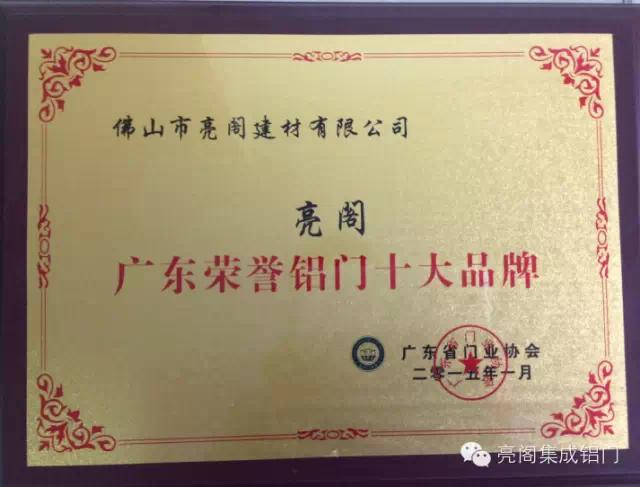 佛山市亮阁建材有限公司
亮阁
广东荣誉铝门十大品牌
广东省门业协会
二零一五年一月
亮阁集成铝门